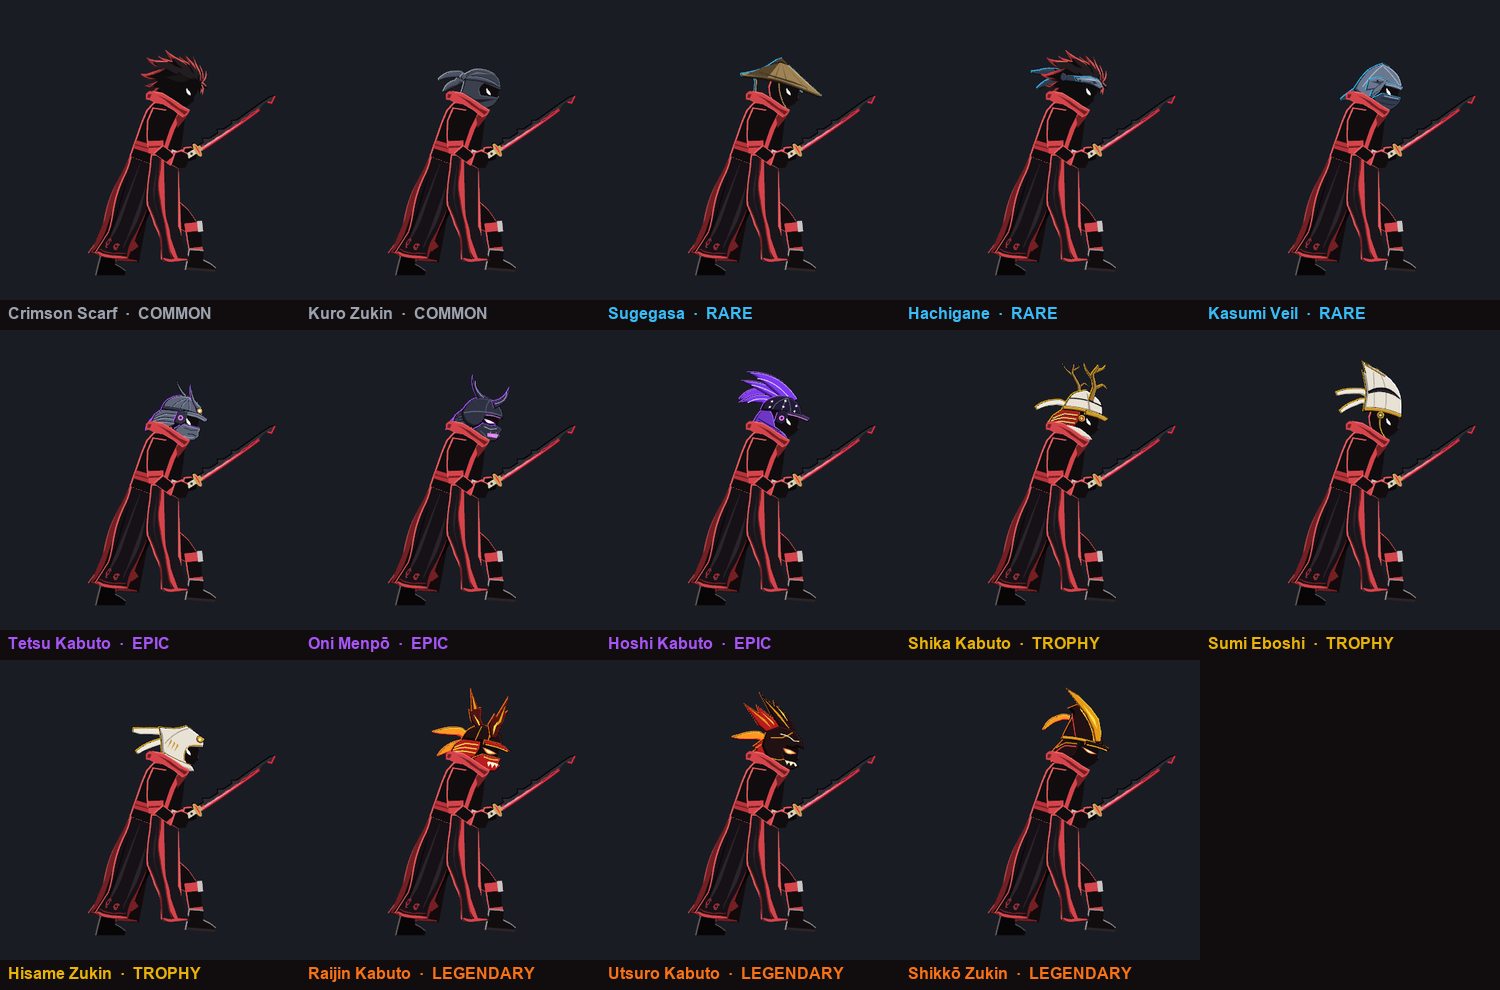 Crimson Scarf · COMMON
Kuro Zukin · COMMON
Sugegasa · RARE
Hachigane · RARE
Kasumi Veil · RARE
Tetsu Kabuto · EPIC
Oni Menpō · EPIC
Hoshi Kabuto · EPIC
Shika Kabuto · TROPHY
Sumi Eboshi · TROPHY
Hisame Zukin · TROPHY
Raijin Kabuto · LEGENDARY
Utsuro Kabuto · LEGENDARY
Shikkō Zukin · LEGENDARY